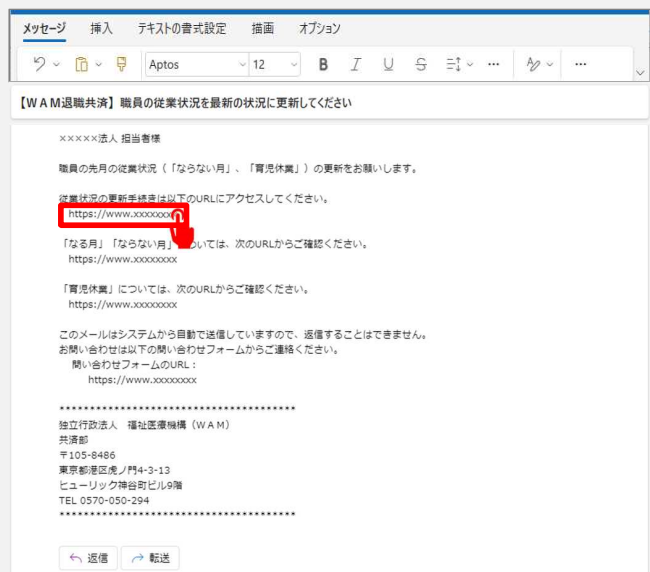 メッセージ 挿入 テキストの書式設定 描画 オプション
Aptos 12 B I U S
【ＷＡＭ退職共済】職員の従業状況を最新の状況に更新してください
×××××法人 担当者様
職員の先月の従業状況（「ならない月」、「育児休業」）の更新をお願いします。
従業状況の更新手続きは以下のURLにアクセスしてください。
https://www.xxxxxxx
「なる月」「ならない月」については、次のURLからご確認ください。
https://www.xxxxxxxx
「育児休業」については、次のURLからご確認ください。
https://www.xxxxxxxx
このメールはシステムから自動で送信していますので、返信することはできません。
お問い合わせは以下の問い合わせフォームからご連絡ください。
問い合わせフォームのURL：
https://www.xxxxxxxx
***************************************
独立行政法人　福祉医療機構（ＷＡＭ）
共済部
〒105-8486
東京都港区虎ノ門4-3-13
ヒューリック神谷町ビル9階
TEL 0570-050-294
***************************************
返信 転送